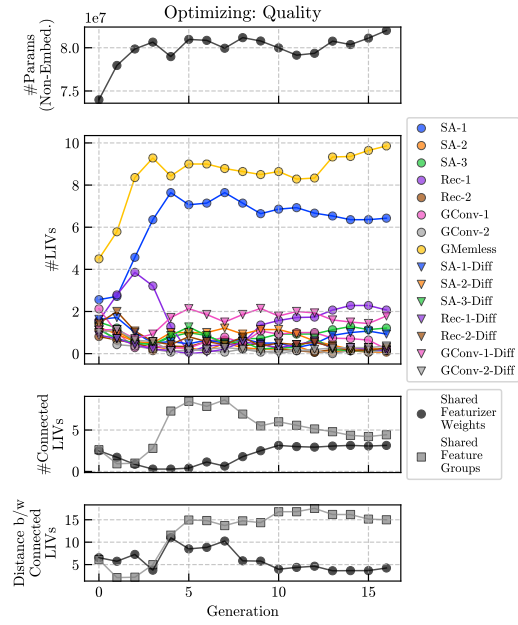 Optimizing: Quality
1e7
8.0
7.5
#Params
(Non-Embed.)
10
8
6
4
2
0
#LIVs
SA-1
SA-2
SA-3
Rec-1
Rec-2
GConv-1
GConv-2
GMemless
SA-1-Diff
SA-2-Diff
SA-3-Diff
Rec-1-Diff
Rec-2-Diff
GConv-1-Diff
GConv-2-Diff
5
0
#Connected
LIVs
Shared
Featurizer
Weights
Shared
Feature
Groups
15
10
5
Distance b/w
Connected
LIVs
0
5
10
15
Generation